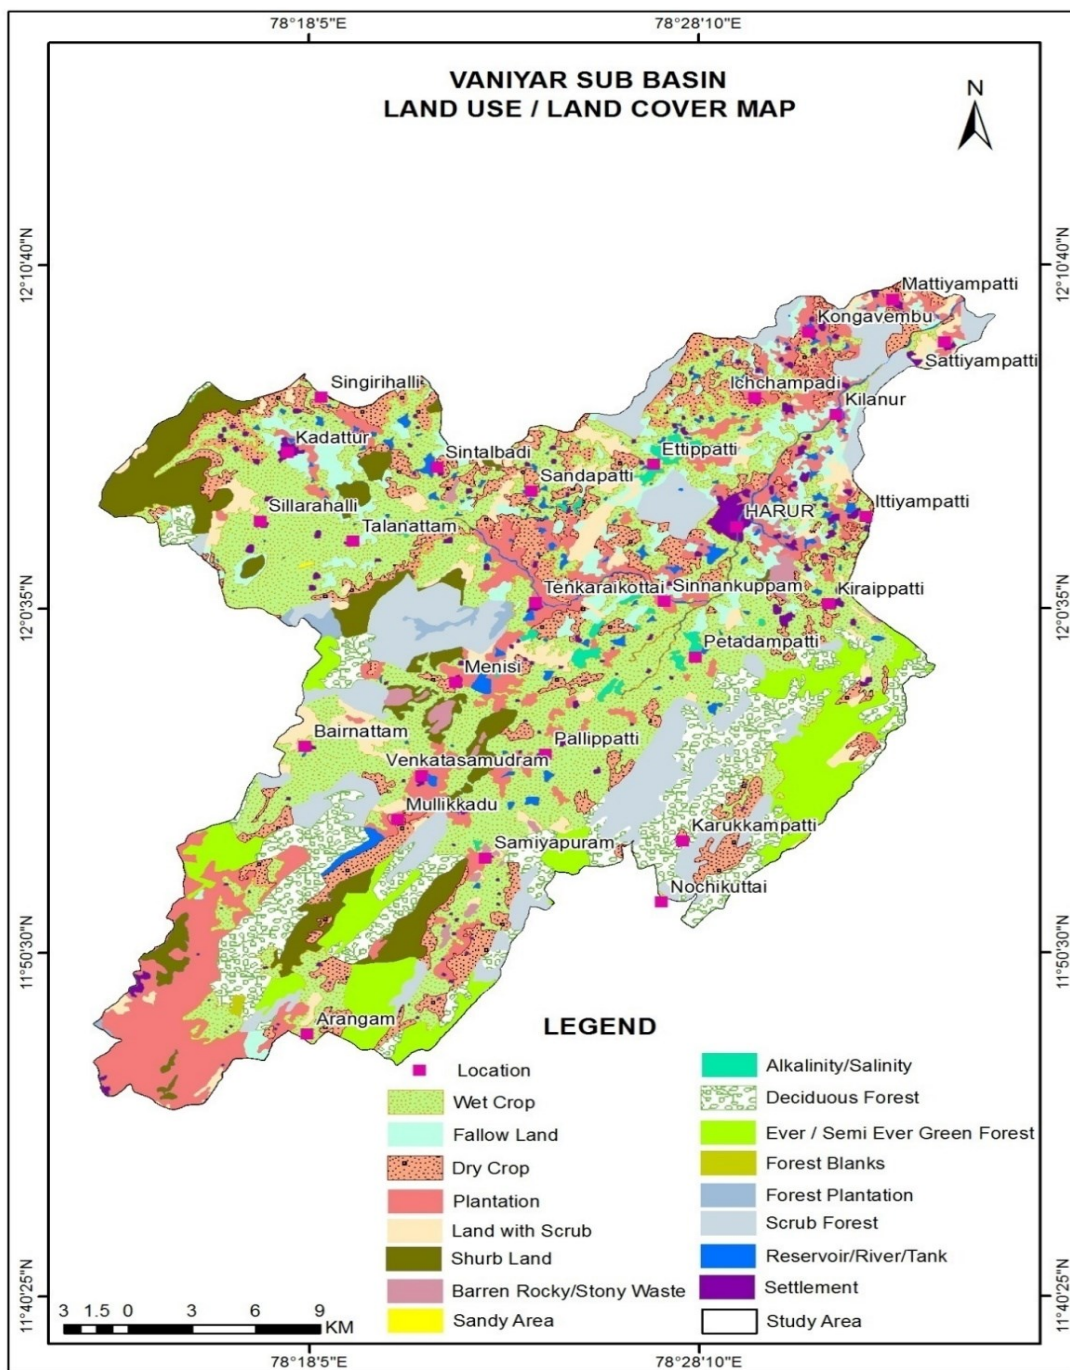 78°18'5"E
78°28'10"E
VANIYAR SUB BASIN
LAND USE / LAND COVER MAP
N
12°10'40"N
12°10'40"N
Mattiyampatti
Kongavembu
Sattiyampatti
Singirihalli
Ichchampadi
Kilanur
Kadattur
Sintalbadi
Ettippatti
Sandapatti
Sillarahalli
Talanattam
HARUR
Ittiyampatti
12°0'35"N
12°0'35"N
Tenkaraikottai
Sinnankuppam
Kiraippatti
Petadampatti
Menisi
Bairnattam
Pallippatti
Venkatasamudram
Mullikkadu
Karukkampatti
Samiyapuram
Nochikuttai
11°50'30"N
11°50'30"N
Arangam
LEGEND
Location
Wet Crop
Fallow Land
Dry Crop
Plantation
Land with Scrub
Shurb Land
Barren Rocky/Stony Waste
Sandy Area
Alkalinity/Salinity
Deciduous Forest
Ever / Semi Ever Green Forest
Forest Blanks
Forest Plantation
Scrub Forest
Reservoir/River/Tank
Settlement
Study Area
3 1.5 0 3 6 9
KM
11°40'25"N
11°40'25"N
78°18'5"E
78°28'10"E